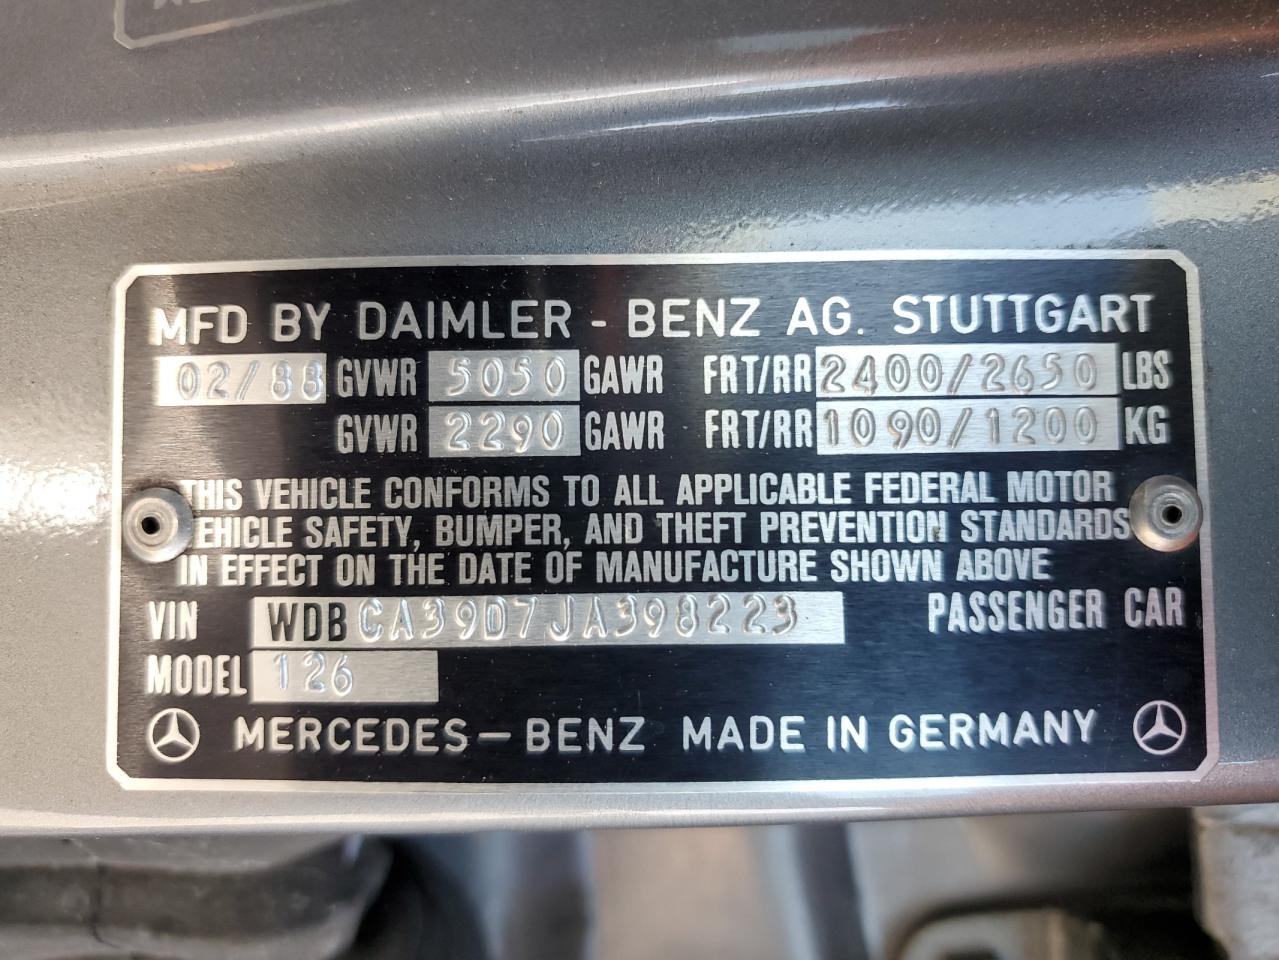 MFD BY DAIMLER - BENZ AG. STUTTGART
02/88 GVWR 5050 GAWR FRT/RR 2400/2650 LBS
GVWR 2290 GAWR FRT/RR 1090/1200 KG
THIS VEHICLE CONFORMS TO ALL APPLICABLE FEDERAL MOTOR
VEHICLE SAFETY, BUMPER, AND THEFT PREVENTION STANDARDS
IN EFFECT ON THE DATE OF MANUFACTURE SHOWN ABOVE
VIN WDBCA39D7JA398223 PASSENGER CAR
MODEL 126
MERCEDES-BENZ MADE IN GERMANY